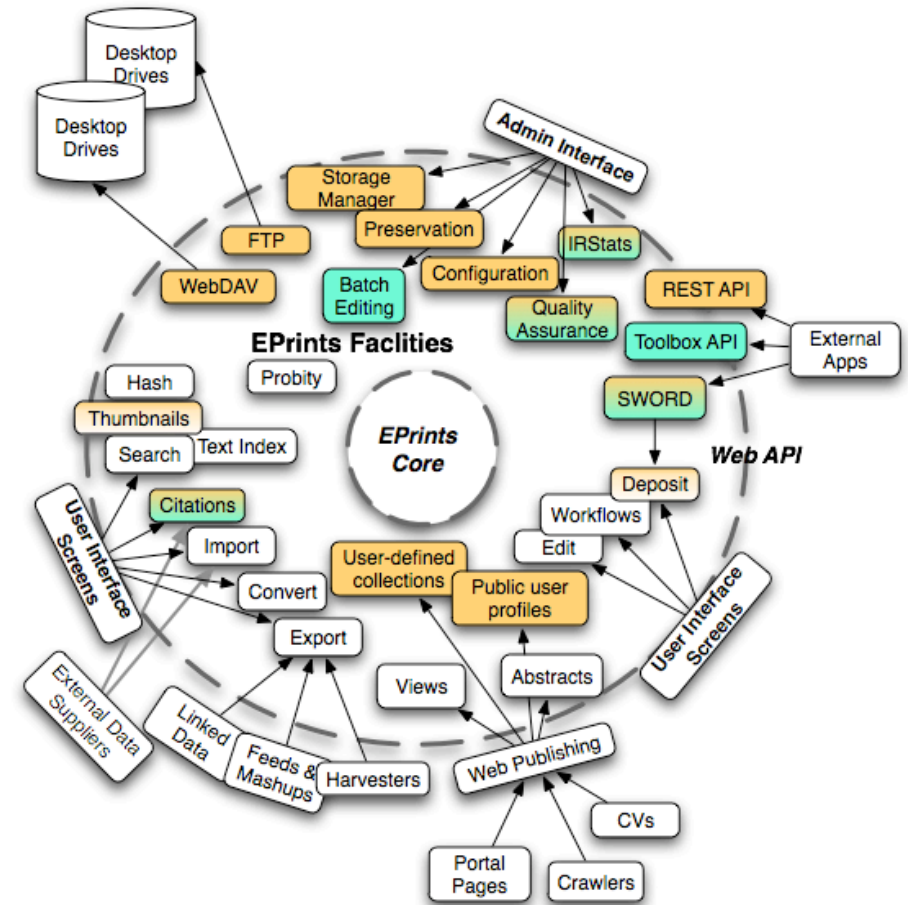 Desktop
Drives
Desktop
Drives
Admin Interface
Storage
Manager
Preservation
FTP
IRStats
Configuration
WebDAV
Batch
Editing
REST API
Quality
Assurance
Toolbox API
External
Apps
EPrints Faclities
Probity
Hash
Thumbnails
SWORD
Text Index
Search
EPrints
Core
Web API
Deposit
Citations
Workflows
Import
Edit
User Interface
Screens
User-defined
collections
Convert
Public user
profiles
User Interface
Screens
Export
Views
Abstracts
External Data
Suppliers
Linked
Data
Feeds &
Mashups
Harvesters
Web Publishing
CVs
Portal
Pages
Crawlers